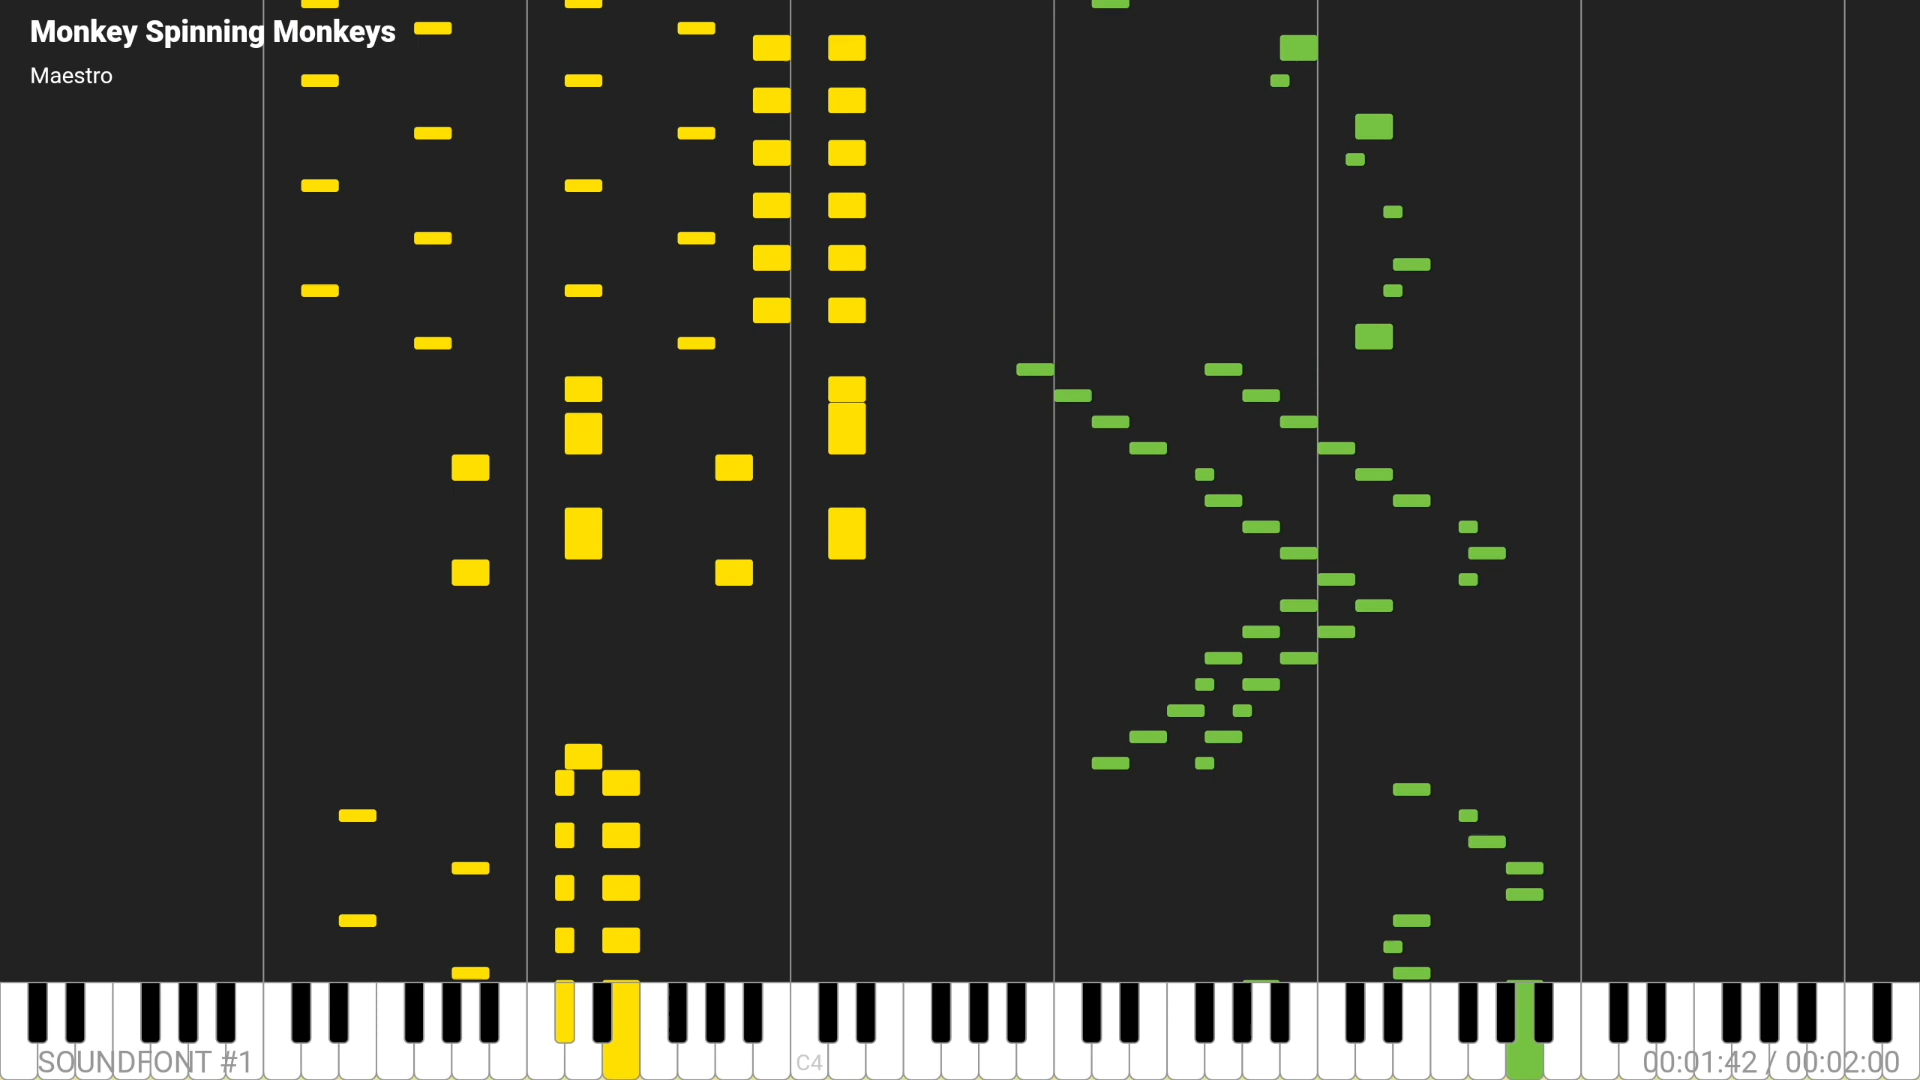 Monkey Spinning Monkeys
Maestro
C4
SOUNDFONT #1
00:01:42 / 00:02:00